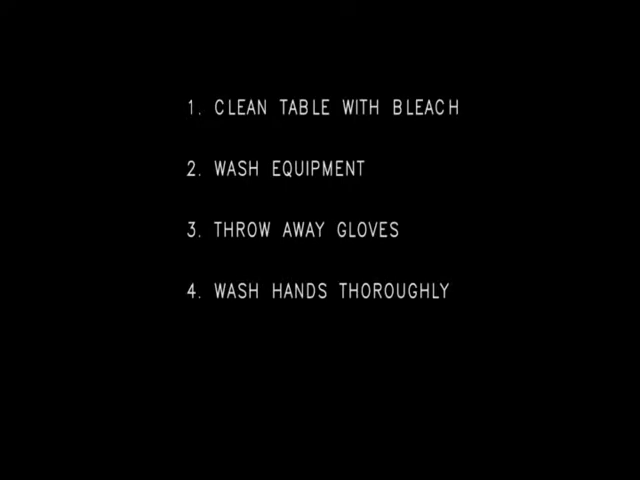 1. CLEAN TABLE WITH BLEACH
2. WASH EQUIPMENT
3. THROW AWAY GLOVES
4. WASH HANDS THOROUGHLY